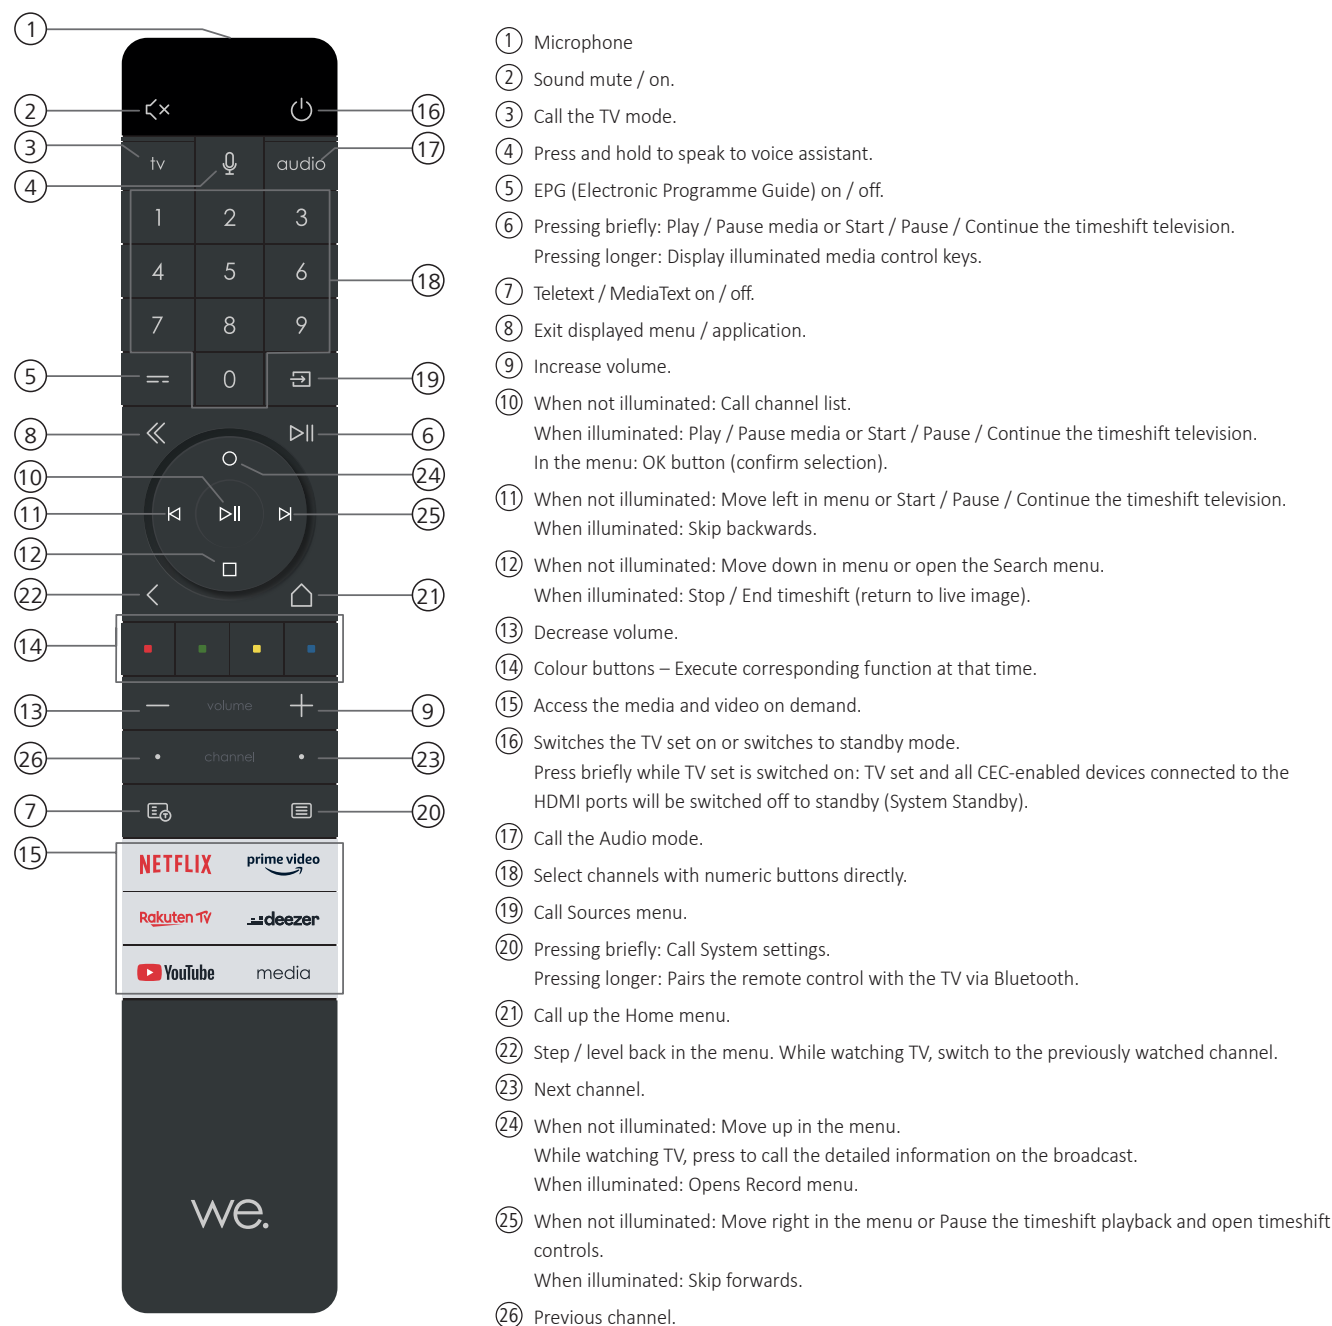 1
2
16
3
17
4
tv
audio
1 2 3
4 5 6
18
7 8 9
5
0
19
8
6
10
24
11
25
12
22
21
14
13
volume
9
26
channel
23
7
20
15
NETFLIX
prime video
Rakuten TV
deezer
YouTube
media
we.
1 Microphone
2 Sound mute / on.
3 Call the TV mode.
4 Press and hold to speak to voice assistant.
5 EPG (Electronic Programme Guide) on / off.
6 Pressing briefly: Play / Pause media or Start / Pause / Continue the timeshift television.
Pressing longer: Display illuminated media control keys.
7 Teletext / MediaText on / off.
8 Exit displayed menu / application.
9 Increase volume.
10 When not illuminated: Call channel list.
When illuminated: Play / Pause media or Start / Pause / Continue the timeshift television.
In the menu: OK button (confirm selection).
11 When not illuminated: Move left in menu or Start / Pause / Continue the timeshift television.
When illuminated: Skip backwards.
12 When not illuminated: Move down in menu or open the Search menu.
When illuminated: Stop / End timeshift (return to live image).
13 Decrease volume.
14 Colour buttons – Execute corresponding function at that time.
15 Access the media and video on demand.
16 Switches the TV set on or switches to standby mode.
Press briefly while TV set is switched on: TV set and all CEC-enabled devices connected to the
HDMI ports will be switched off to standby (System Standby).
17 Call the Audio mode.
18 Select channels with numeric buttons directly.
19 Call Sources menu.
20 Pressing briefly: Call System settings.
Pressing longer: Pairs the remote control with the TV via Bluetooth.
21 Call up the Home menu.
22 Step / level back in the menu. While watching TV, switch to the previously watched channel.
23 Next channel.
24 When not illuminated: Move up in the menu.
While watching TV, press to call the detailed information on the broadcast.
When illuminated: Opens Record menu.
25 When not illuminated: Move right in the menu or Pause the timeshift playback and open timeshift
controls.
When illuminated: Skip forwards.
26 Previous channel.